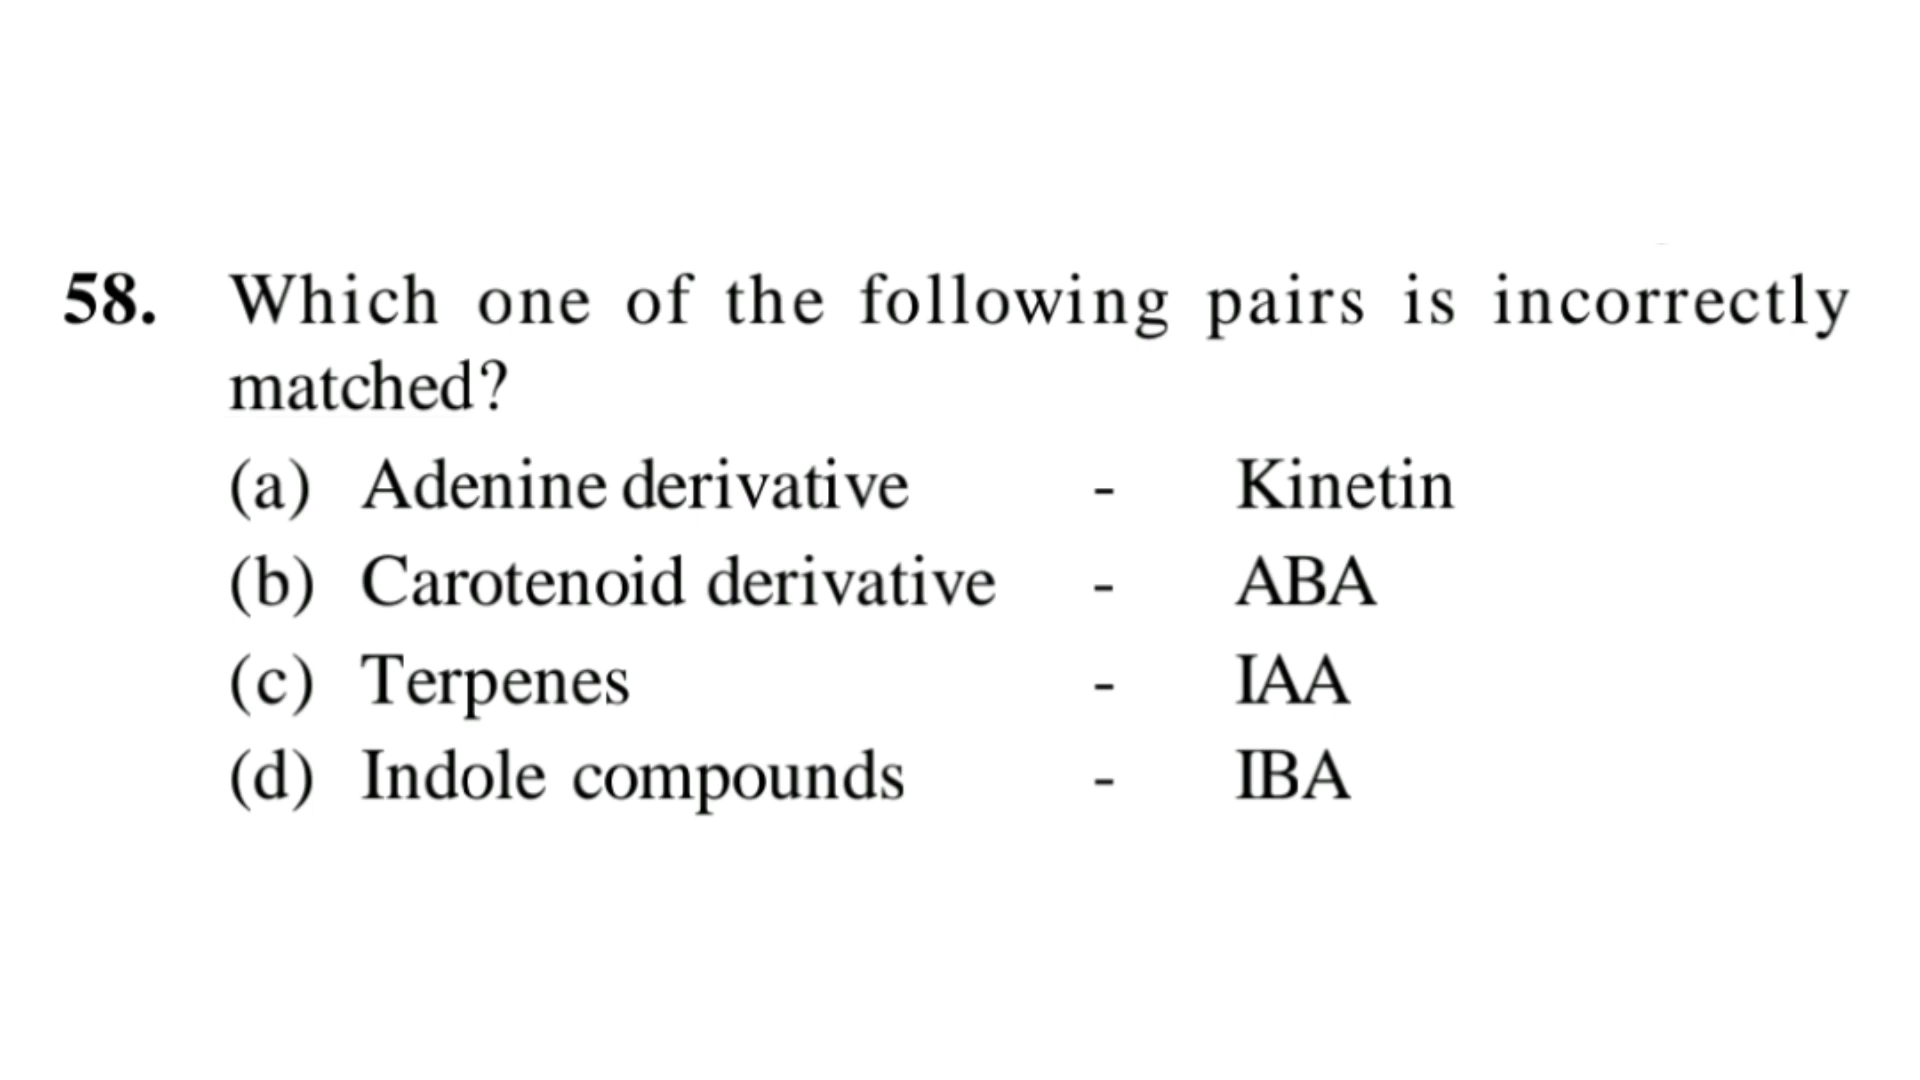 58. Which one of the following pairs is incorrectly
matched?
(a) Adenine derivative - Kinetin
(b) Carotenoid derivative - ABA
(c) Terpenes - IAA
(d) Indole compounds - IBA